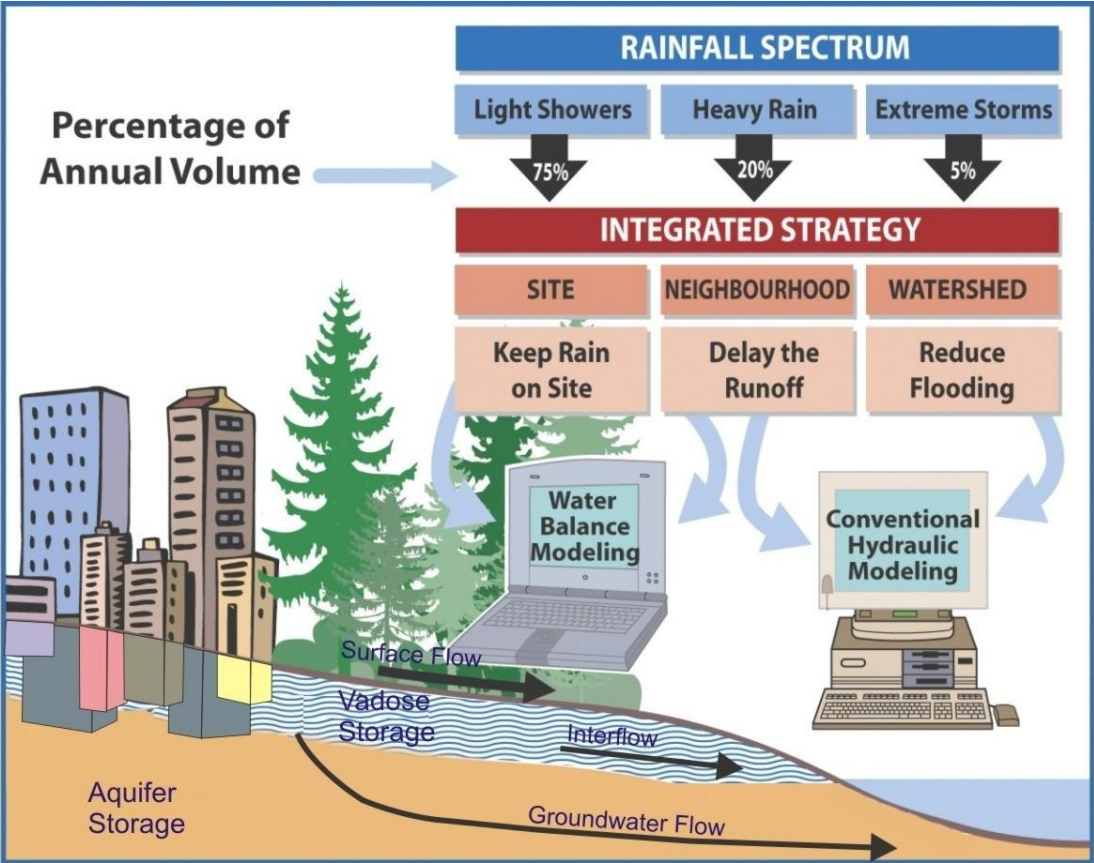 RAINFALL SPECTRUM
Percentage of
Annual Volume
Light Showers
Heavy Rain
Extreme Storms
75%
20%
5%
INTEGRATED STRATEGY
SITE
NEIGHBOURHOOD
WATERSHED
Keep Rain
on Site
Delay the
Runoff
Reduce
Flooding
Water
Balance
Modeling
Conventional
Hydraulic
Modeling
Surface Flow
Vadose
Storage
Interflow
Aquifer
Storage
Groundwater Flow